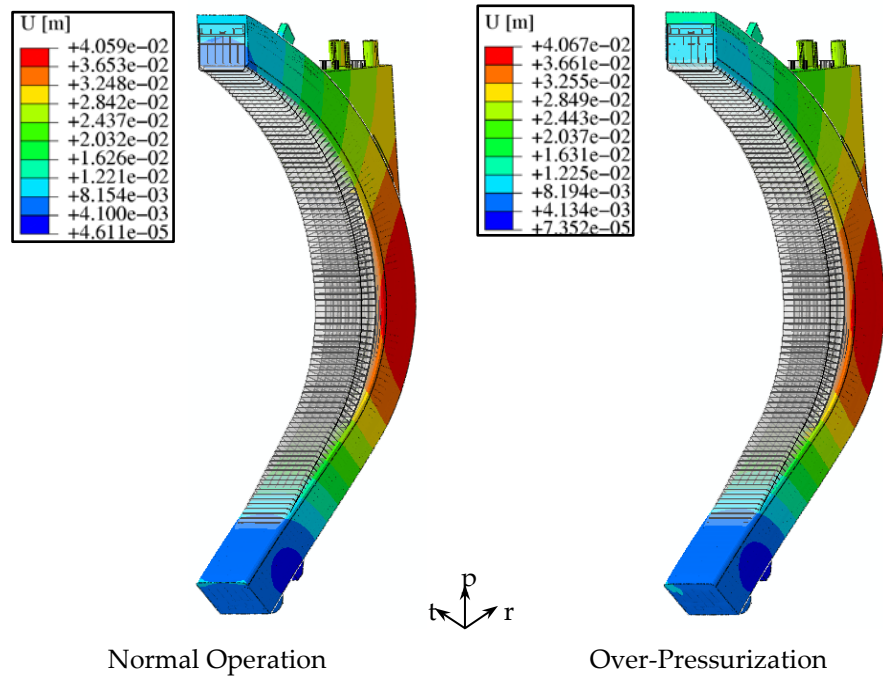 U [m]
+4.059e−02
+3.653e−02
+3.248e−02
+2.842e−02
+2.437e−02
+2.032e−02
+1.626e−02
+1.221e−02
+8.154e−03
+4.100e−03
+4.611e−05
U [m]
+4.067e−02
+3.661e−02
+3.255e−02
+2.849e−02
+2.443e−02
+2.037e−02
+1.631e−02
+1.225e−02
+8.194e−03
+4.134e−03
+7.352e−05
p
t
r
Normal Operation
Over-Pressurization